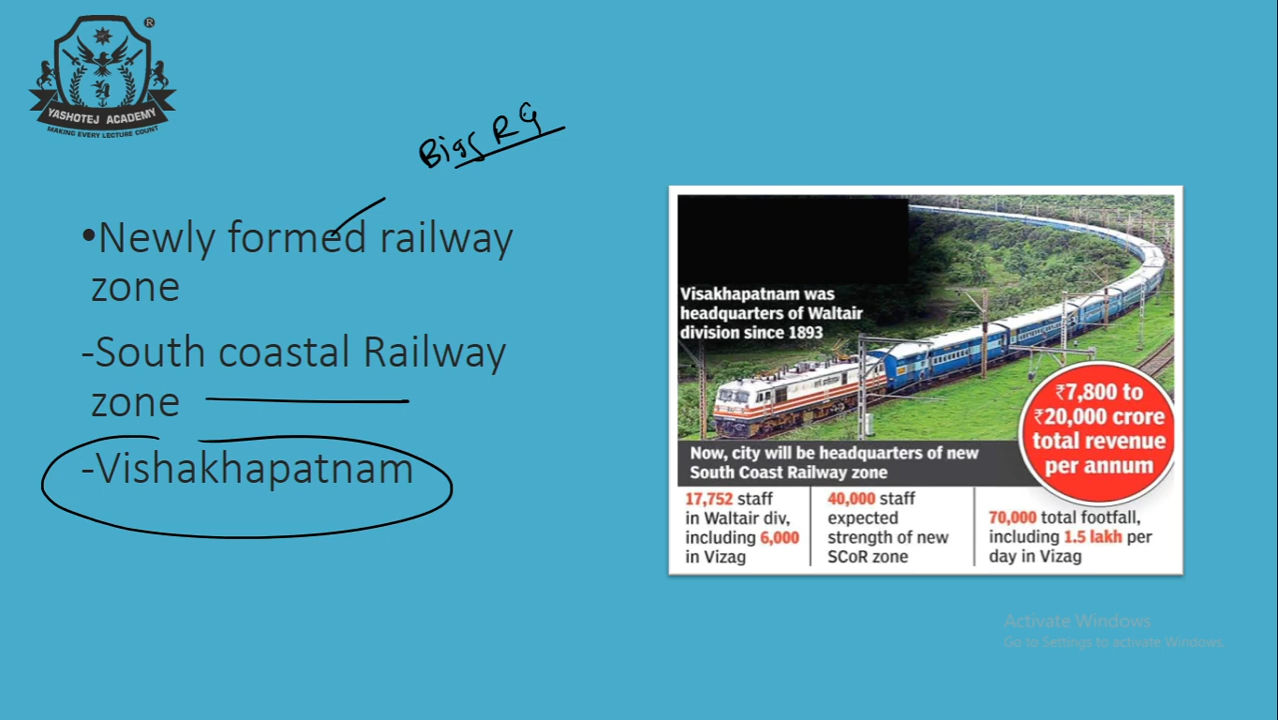 ®
YASHOTEJ ACADEMY
MAKING EVERY LECTURE COUNT
•Newly formed railway
zone
-South coastal Railway
zone
-Vishakhapatnam
Visakhapatnam was
headquarters of Waltair
division since 1893
₹7,800 to
₹20,000 crore
total revenue
per annum
Now, city will be headquarters of new
South Coast Railway zone
17,752 staff
in Waltair div,
including 6,000
in Vizag
40,000 staff
expected
strength of new
SCoR zone
70,000 total footfall,
including 1.5 lakh per
day in Vizag
Activate Windows
Go to Settings to activate Windows.